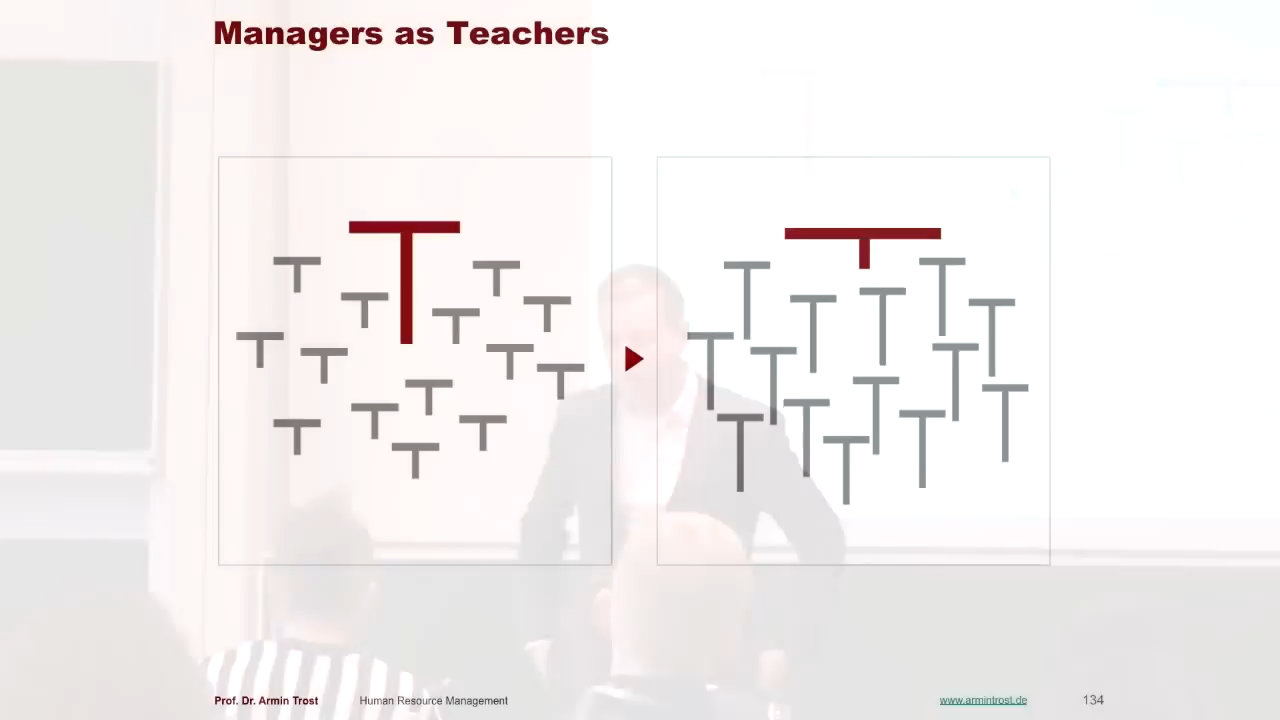 Managers as Teachers
Prof. Dr. Armin Trost
Human Resource Management
www.armintrost.de
134